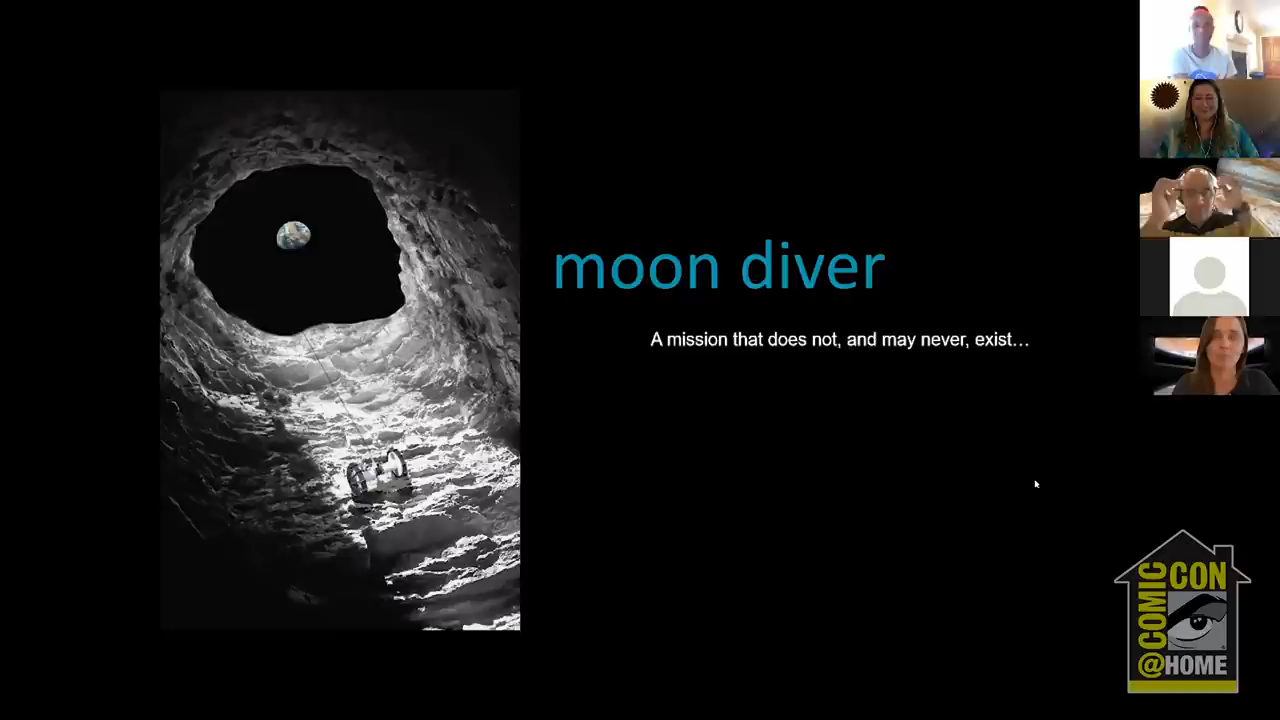 moon diver
A mission that does not, and may never, exist...
COMIC
CON
@HOME